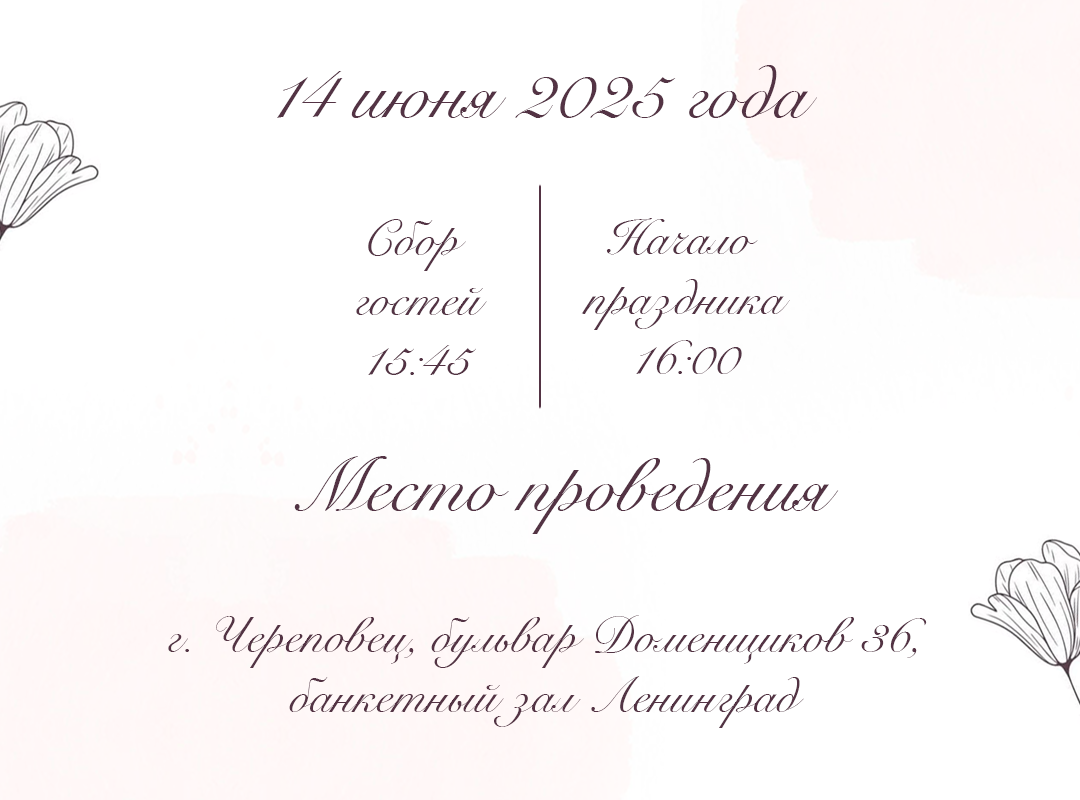 14 июня 2025 года
Сбор
гостей
15:45
Начало
праздника
16:00
Место проведения
г. Череповец, бульвар Доменщиков 36,
банкетный зал Ленинград